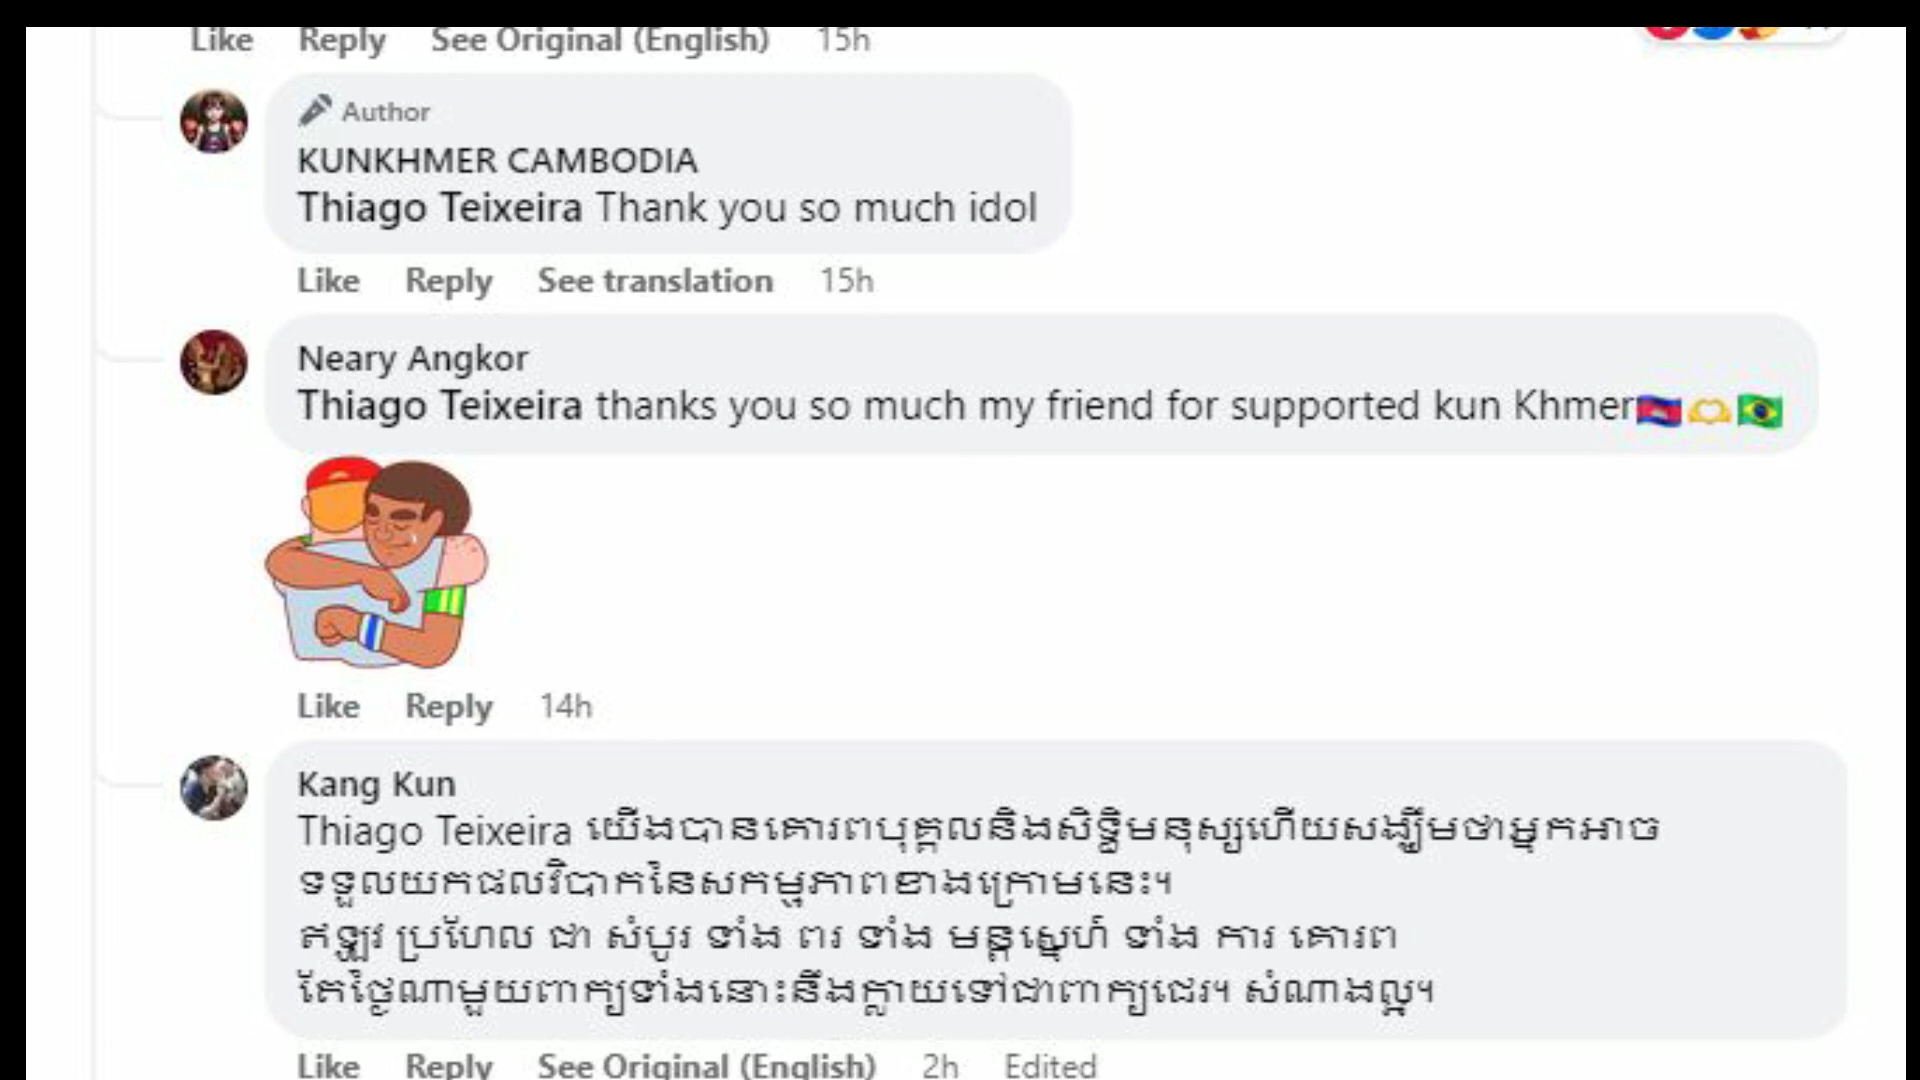 Like Reply See Original (English) 15h
Author
KUNKHMER CAMBODIA
Thiago Teixeira Thank you so much idol
Like Reply See translation 15h
Neary Angkor
Thiago Teixeira thanks you so much my friend for supported kun Khmer🇰🇭🫶🇧🇷
Like Reply 14h
Kang Kun
Thiago Teixeira យើងបានគោរពបុគ្គលនិងសិទ្ធិមនុស្សហើយសង្ឃឹមថាអ្នកអាច
ទទួលយកផលវិបាកនៃសកម្មភាពខាងក្រោមនេះ។
ឥឡូវ ប្រហែល ជា សំបូរ ទាំង ពរ ទាំង មន្តស្នេហ៍ ទាំង ការ គោរព
តែថ្ងៃណាមួយពាក្យទាំងនោះនឹងក្លាយទៅជាពាក្យជេរ។ សំណាងល្អ។
Like Reply See Original (English) 2h Edited